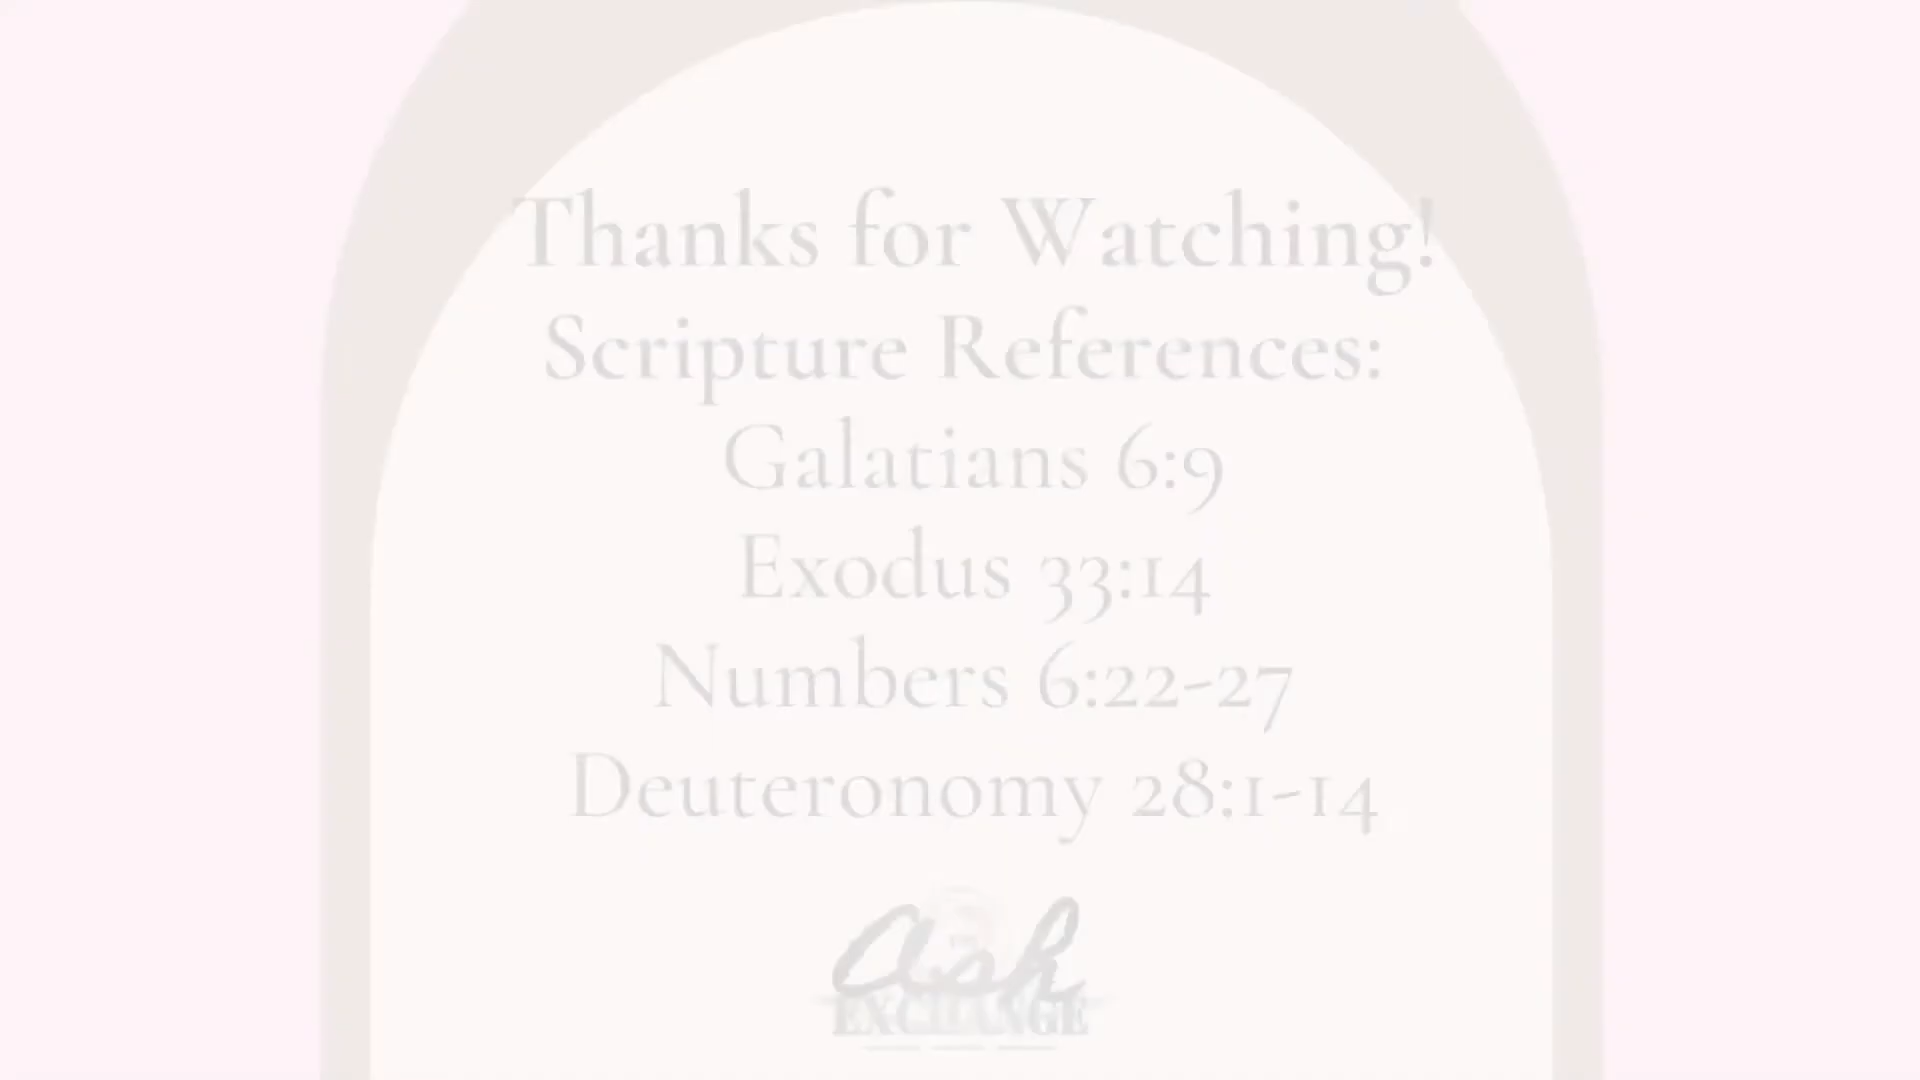 Thanks for Watching!
Scripture References:
Galatians 6:9
Exodus 33:14
Numbers 6:22-27
Deuteronomy 28:1-14
Ash
EXCHANGE